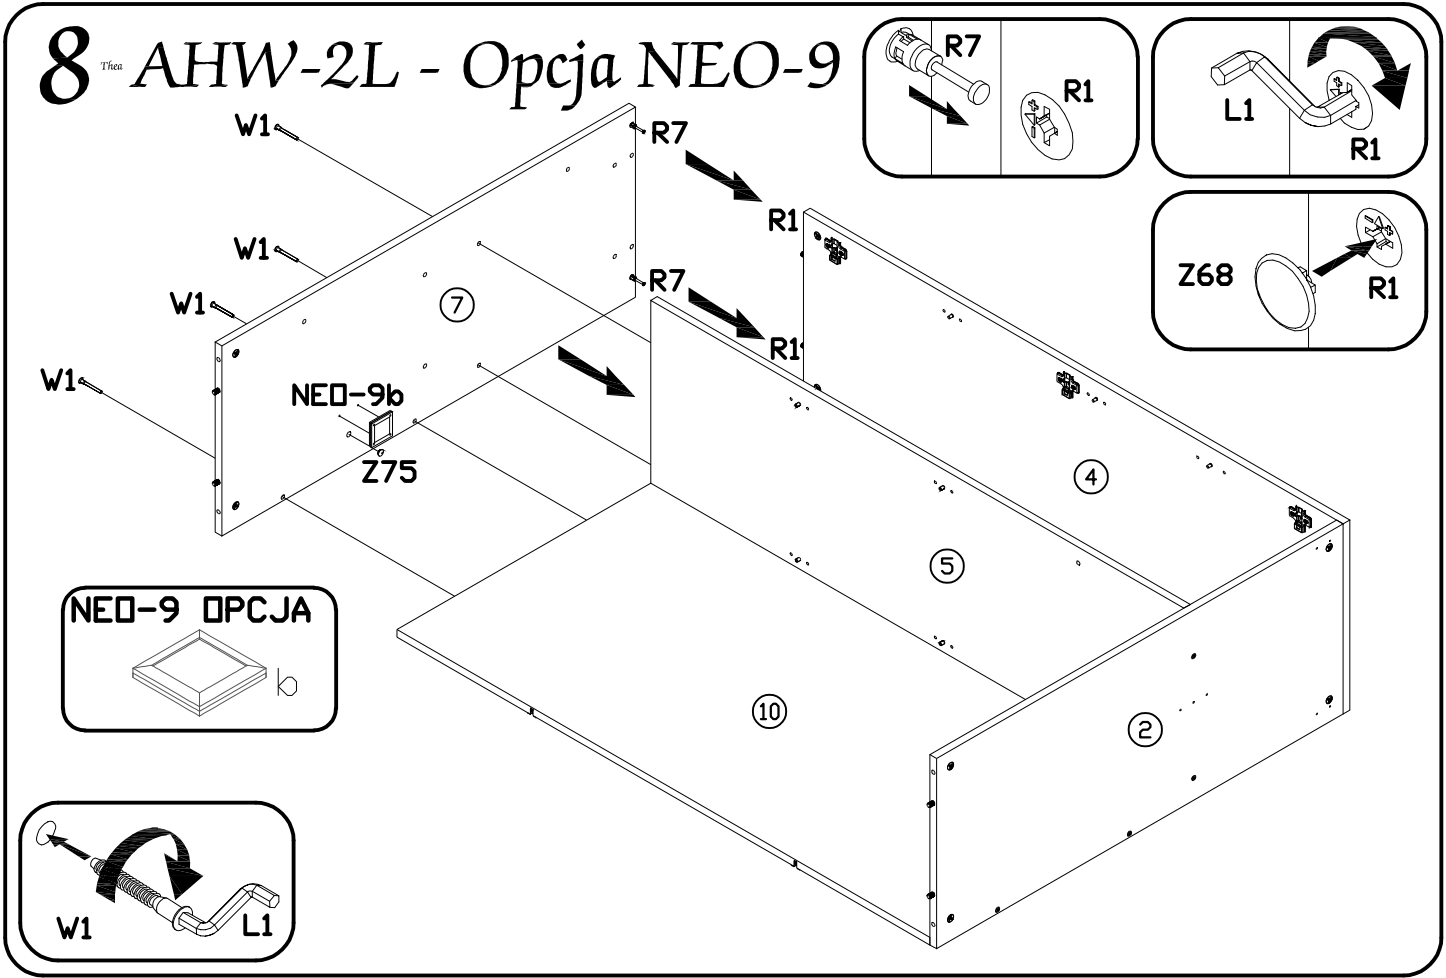 8 Thea AHW-2L - Opcja NEO-9
R7
R1
L1
R1
Z68
R1
W1
W1
W1
W1
R7
R1
R7
R1
7
NEO-9b
Z75
4
5
10
2
NEO-9 OPCJA
b
W1
L1